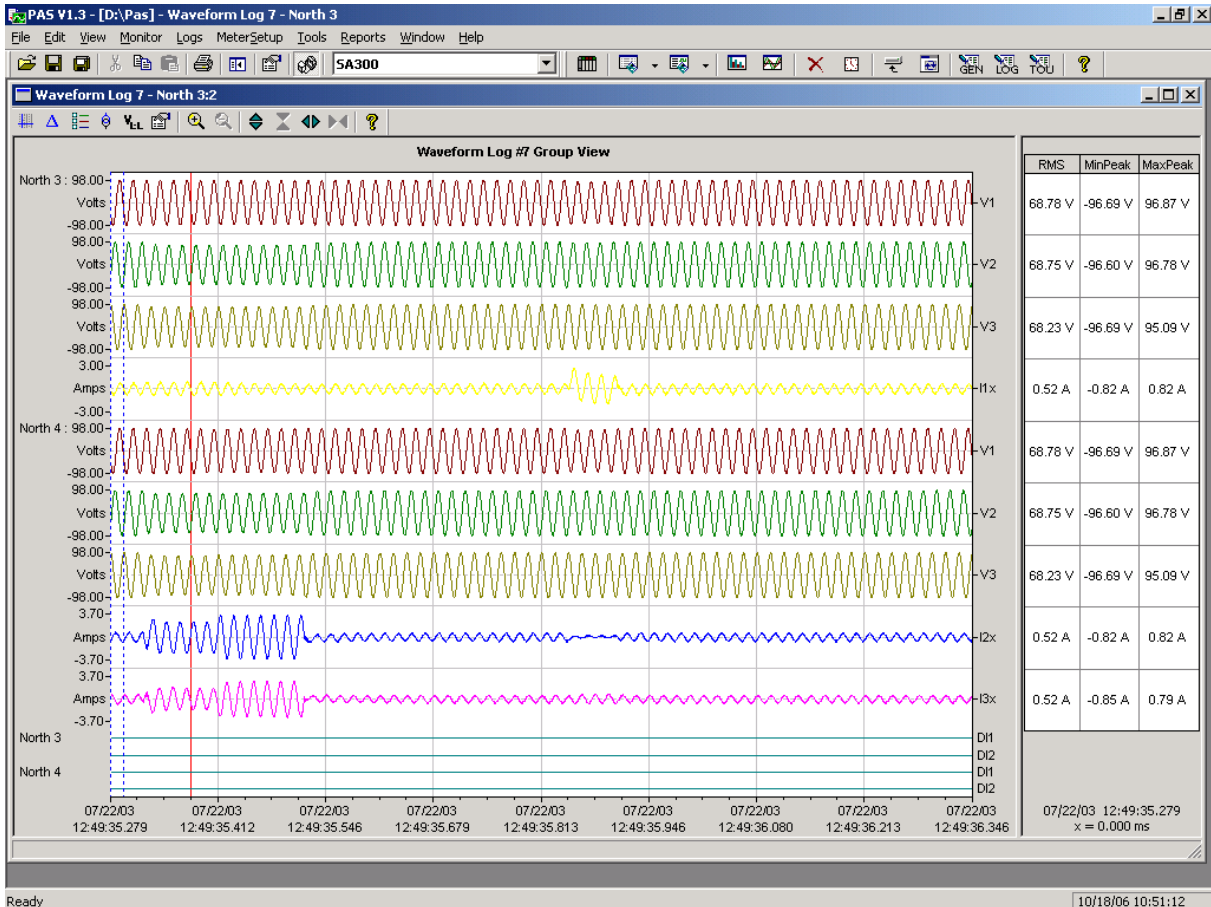 PAS V1.3 - [D:\Pas] - Waveform Log 7 - North 3
File Edit View Monitor Logs MeterSetup Tools Reports Window Help
SA300
GEN LOG TOU
Waveform Log 7 - North 3:2
V L:L
Waveform Log #7 Group View
RMS MinPeak MaxPeak
North 3 : 98.00
Volts V1 68.78 V -96.69 V 96.87 V
-98.00
98.00
Volts V2 68.75 V -96.60 V 96.78 V
-98.00
98.00
Volts V3 68.23 V -96.69 V 95.09 V
-98.00
3.00
Amps I1x 0.52 A -0.82 A 0.82 A
-3.00
North 4 : 98.00
Volts V1 68.78 V -96.69 V 96.87 V
-98.00
98.00
Volts V2 68.75 V -96.60 V 96.78 V
-98.00
98.00
Volts V3 68.23 V -96.69 V 95.09 V
-98.00
3.70
Amps I2x 0.52 A -0.82 A 0.82 A
-3.70
3.70
Amps I3x 0.52 A -0.85 A 0.79 A
-3.70
North 3 DI1
DI2
North 4 DI1
DI2
07/22/03 07/22/03 07/22/03 07/22/03 07/22/03 07/22/03 07/22/03 07/22/03 07/22/03
12:49:35.279 12:49:35.412 12:49:35.546 12:49:35.679 12:49:35.813 12:49:35.946 12:49:36.080 12:49:36.213 12:49:36.346
07/22/03 12:49:35.279
x = 0.000 ms
Ready 10/18/06 10:51:12